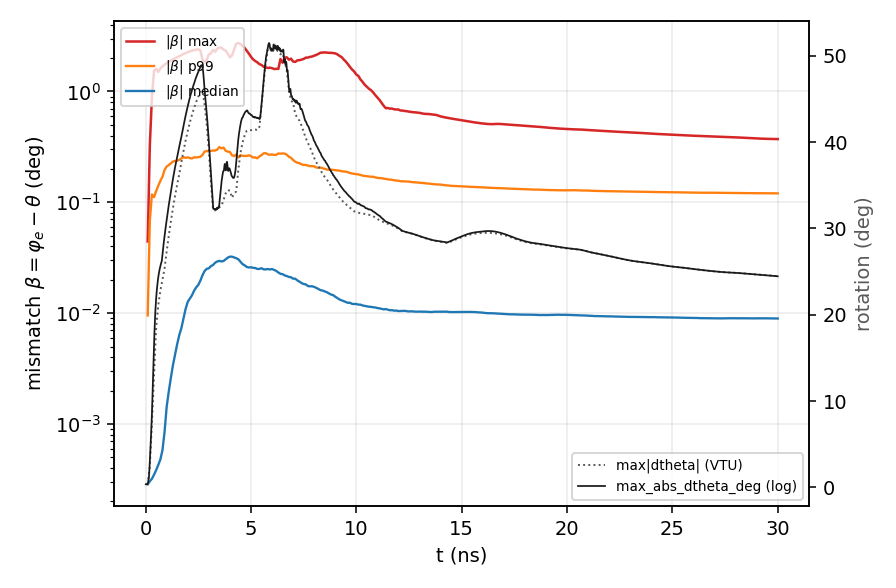 |β| max
|β| p99
|β| median
10⁰
10⁻¹
10⁻²
10⁻³
mismatch β = φₑ − θ (deg)
50
40
30
20
10
0
rotation (deg)
max|dtheta| (VTU)
max_abs_dtheta_deg (log)
0 5 10 15 20 25 30
t (ns)